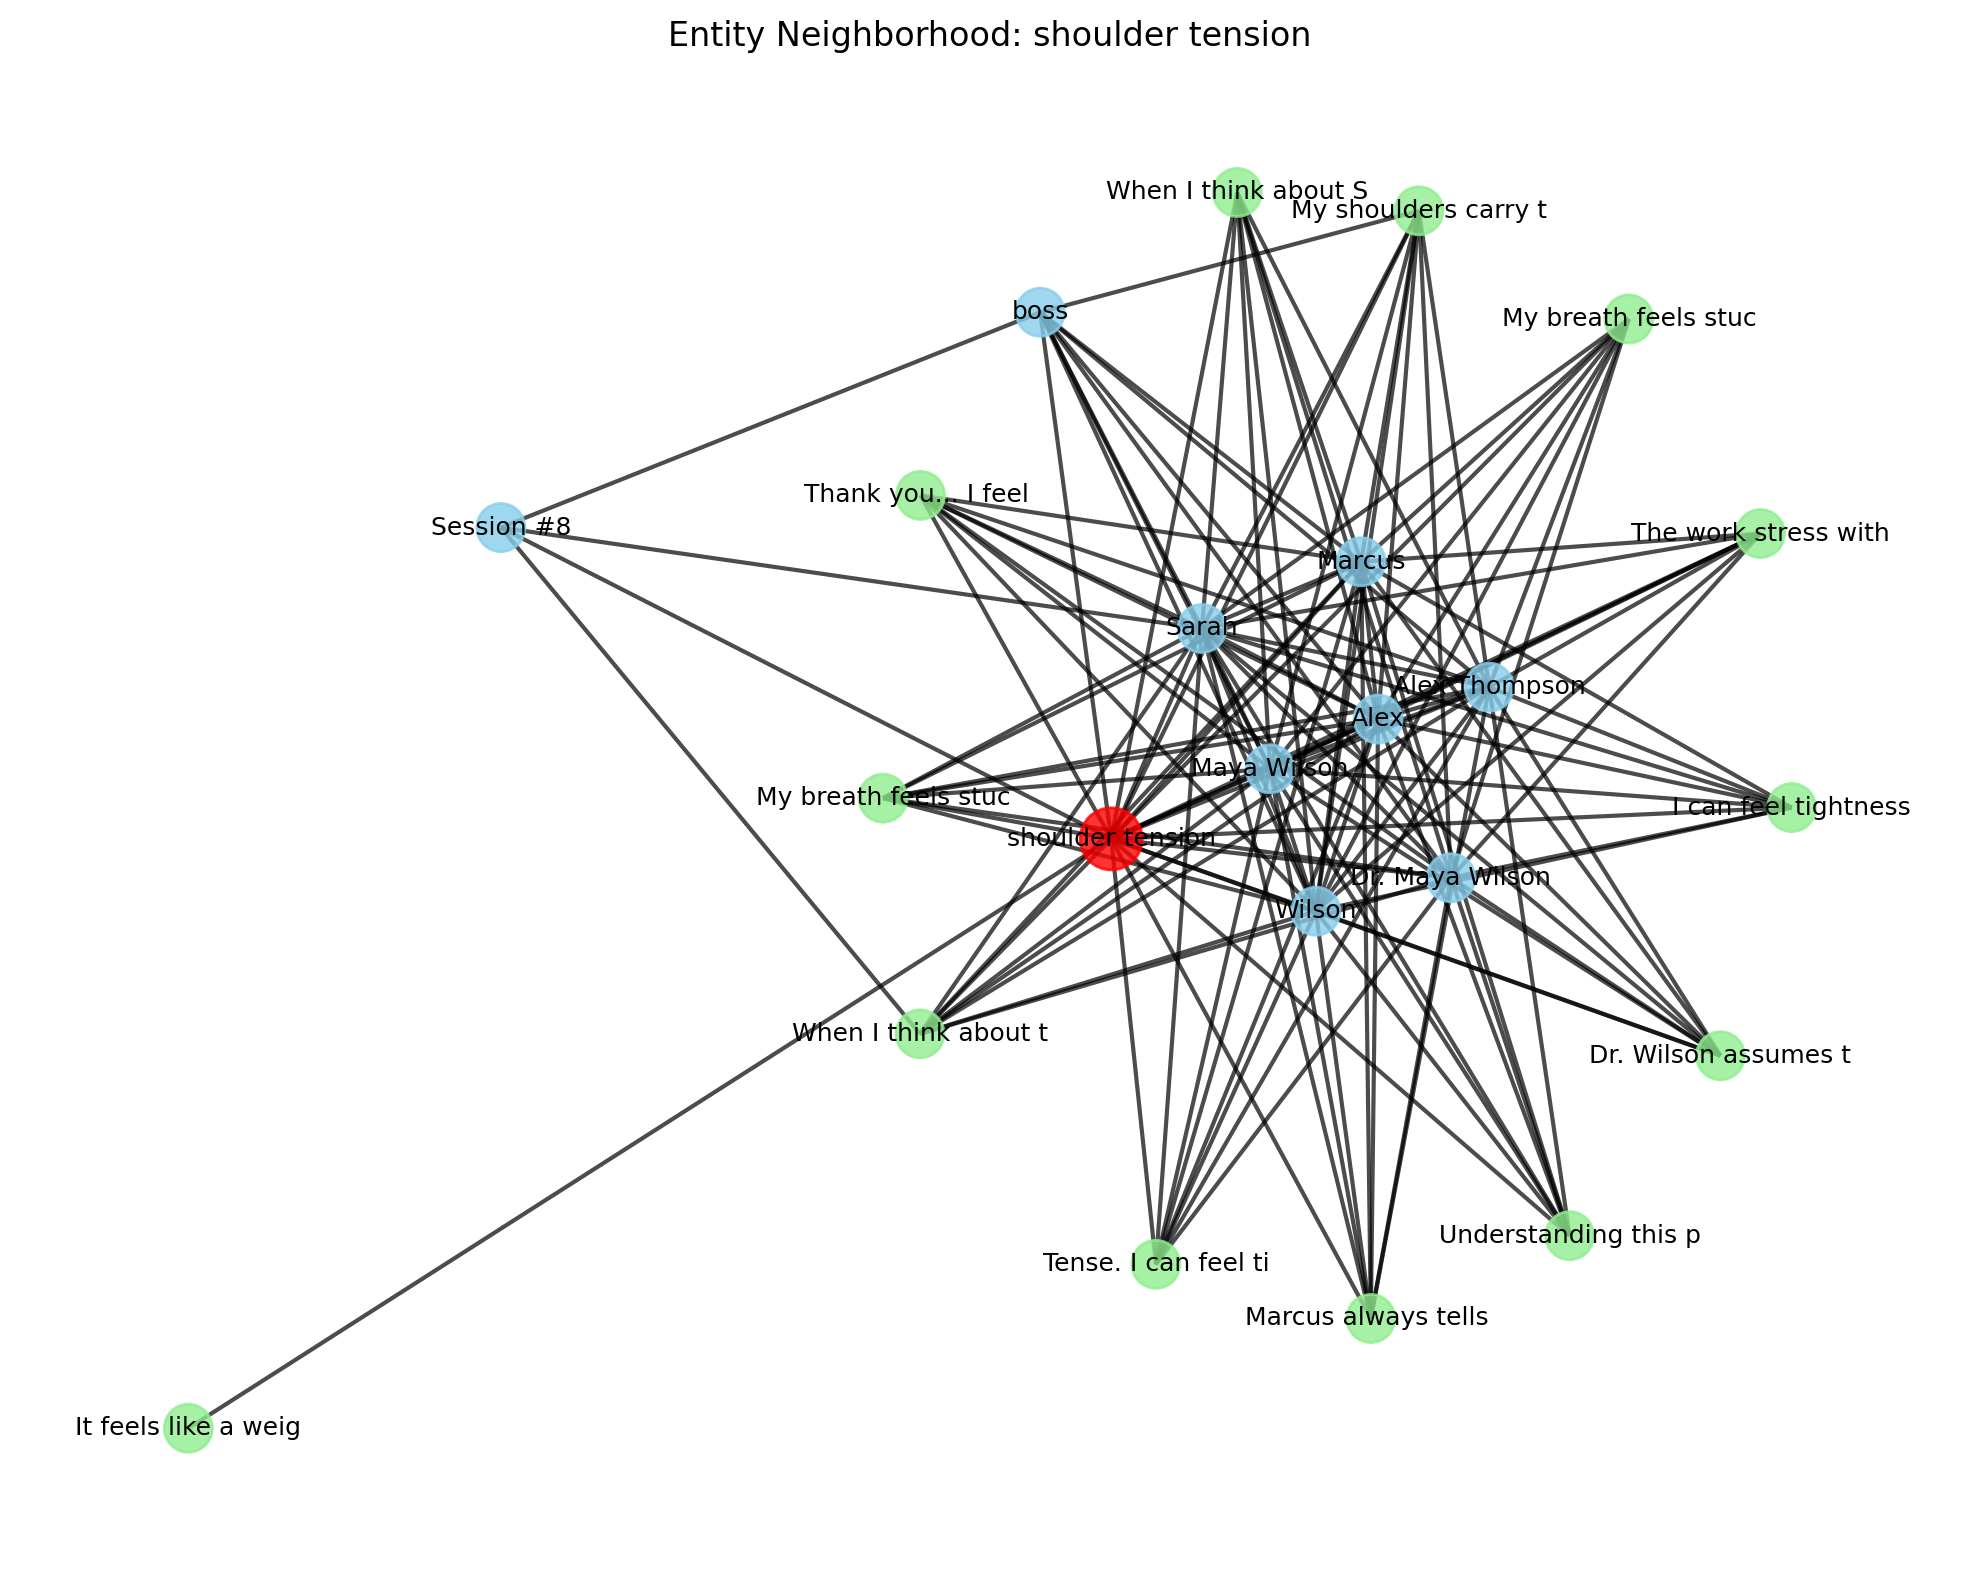 Entity Neighborhood: shoulder tension
When I think about S
My shoulders carry t
boss
My breath feels stuc
Thank you... I feel
Session #8
The work stress with
Marcus
Sarah
Alex Thompson
Alex
Maya Wilson
My breath feels stuc
I can feel tightness
shoulder tension
Dr. Maya Wilson
Wilson
When I think about t
Dr. Wilson assumes t
Understanding this p
Tense. I can feel ti
Marcus always tells
It feels like a weig